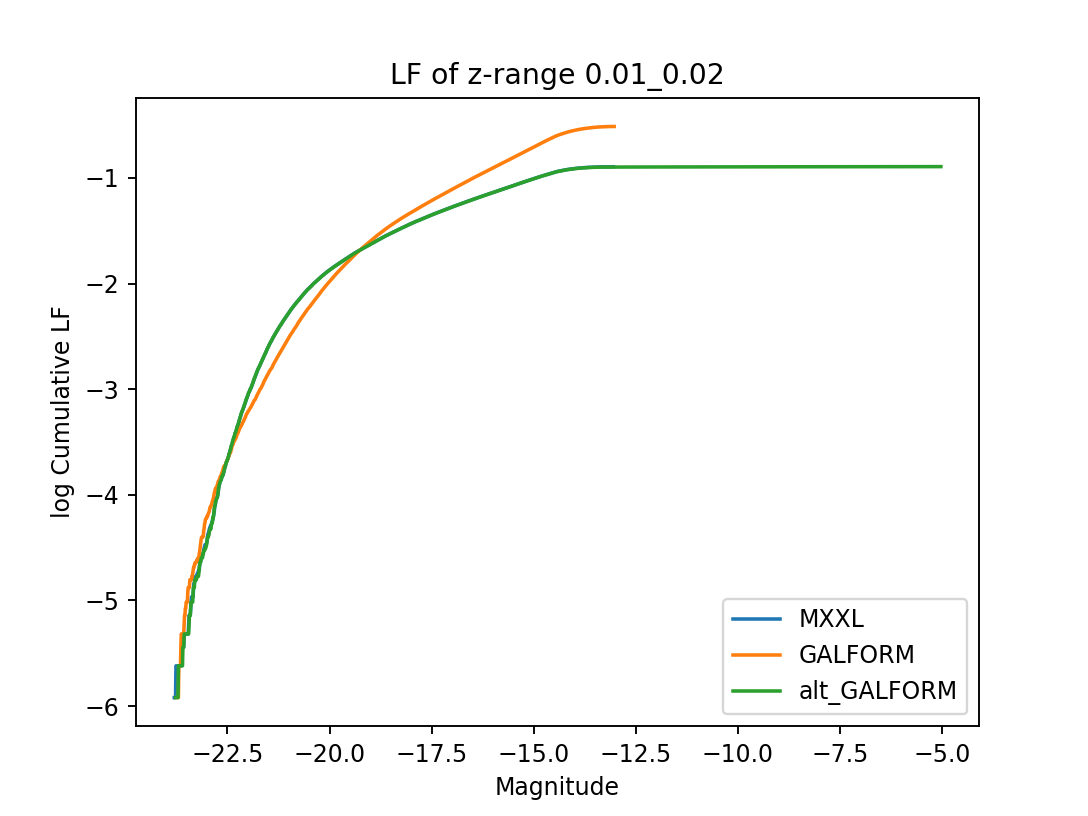 LF of z-range 0.01_0.02
log Cumulative LF
−1
−2
−3
−4
−5
−6
−22.5 −20.0 −17.5 −15.0 −12.5 −10.0 −7.5 −5.0
Magnitude
MXXL
GALFORM
alt_GALFORM